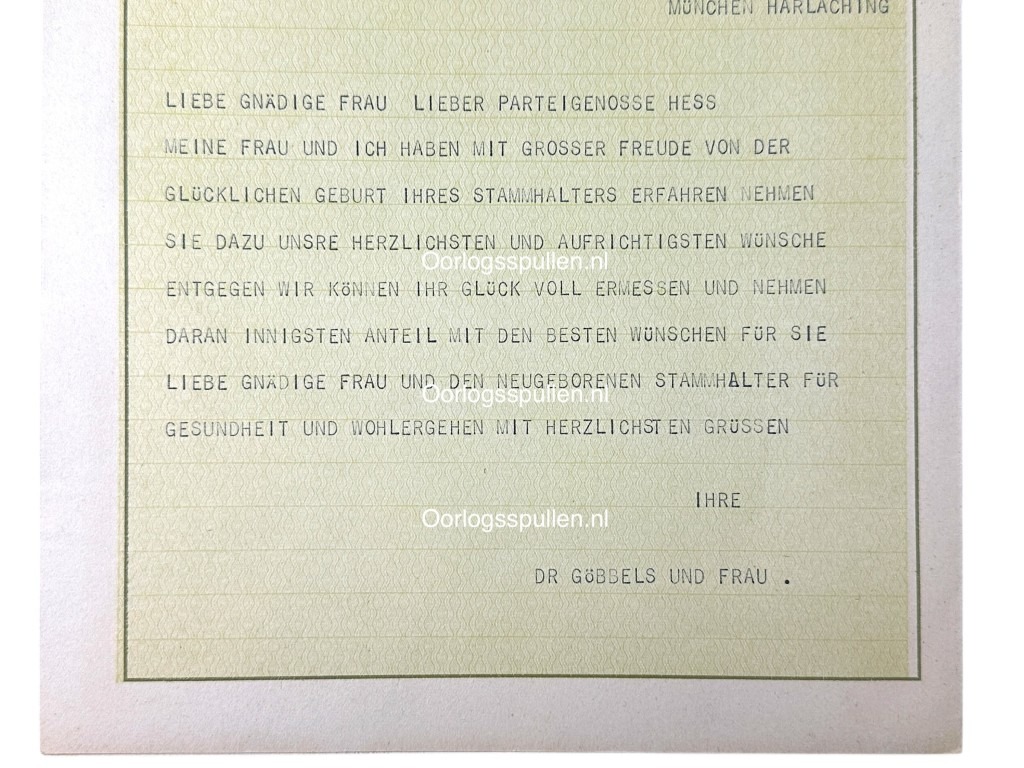 MÜNCHEN HARLACHING
LIEBE GNÄDIGE FRAU LIEBER PARTEIGENOSSE HESS
MEINE FRAU UND ICH HABEN MIT GROSSER FREUDE VON DER
GLÜCKLICHEN GEBURT IHRES STAMMHALTERS ERFAHREN NEHMEN
SIE DAZU UNSRE HERZLICHSTEN UND AUFRICHTIGSTEN WÜNSCHE
Oorlogsspullen.nl
ENTGEGEN WIR KÖNNEN IHR GLÜCK VOLL ERMESSEN UND NEHMEN
DARAN INNIGSTEN ANTEIL MIT DEN BESTEN WÜNSCHEN FÜR SIE
LIEBE GNÄDIGE FRAU UND DEN NEUGEBORENEN STAMMHALTER FÜR
Oorlogsspullen.nl
GESUNDHEIT UND WOHLERGEHEN MIT HERZLICHSTEN GRÜSSEN
IHRE
Oorlogsspullen.nl
DR GÖBBELS UND FRAU .